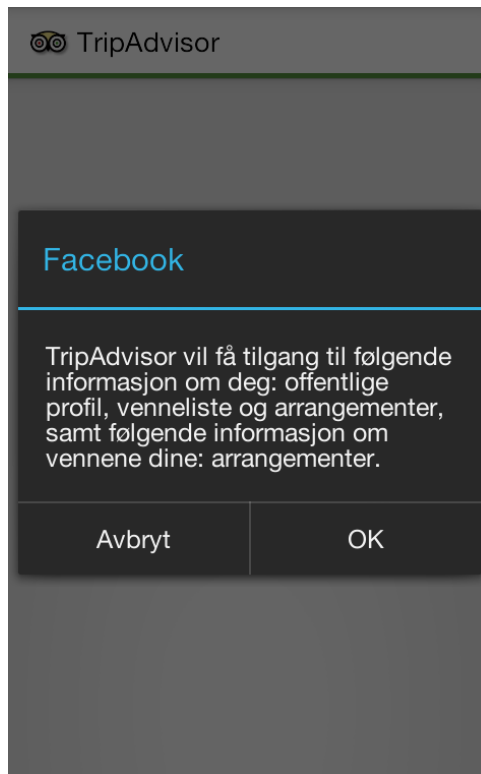 TripAdvisor
Facebook
TripAdvisor vil få tilgang til følgende
informasjon om deg: offentlige
profil, venneliste og arrangementer,
samt følgende informasjon om
vennene dine: arrangementer.
Avbryt
OK